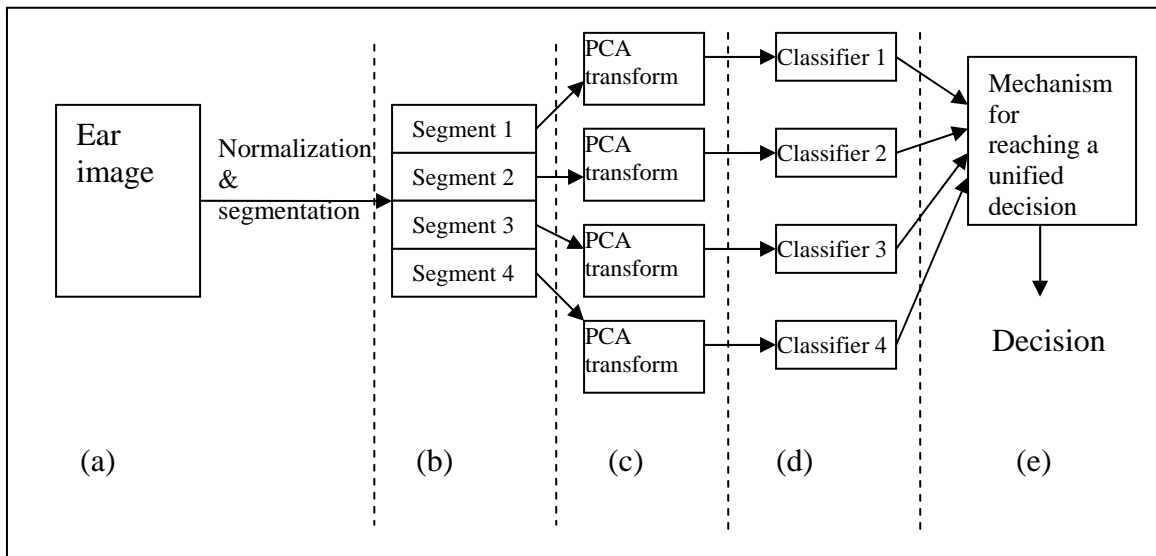 Ear
image
Normalization
&
segmentation
Segment 1
Segment 2
Segment 3
Segment 4
PCA
transform
PCA
transform
PCA
transform
PCA
transform
Classifier 1
Classifier 2
Classifier 3
Classifier 4
Mechanism
for
reaching a
unified
decision
Decision
(a)
(b)
(c)
(d)
(e)